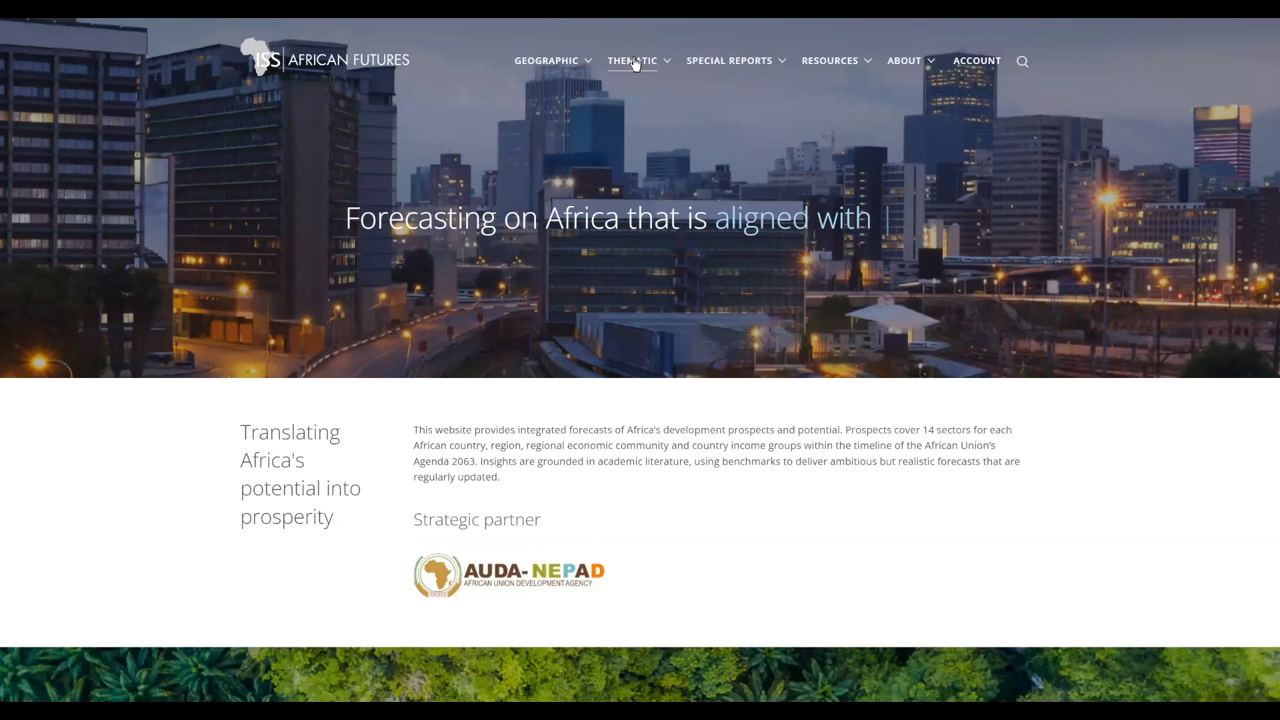 ISS | AFRICAN FUTURES
GEOGRAPHIC THEMATIC SPECIAL REPORTS RESOURCES ABOUT ACCOUNT
Forecasting on Africa that is aligned with |
Translating
Africa's
potential into
prosperity
This website provides integrated forecasts of Africa's development prospects and potential. Prospects cover 14 sectors for each
African country, region, regional economic community and country income groups within the timeline of the African Union's
Agenda 2063. Insights are grounded in academic literature, using benchmarks to deliver ambitious but realistic forecasts that are
regularly updated.
Strategic partner
AUDA-NEPAD
AFRICAN UNION DEVELOPMENT AGENCY